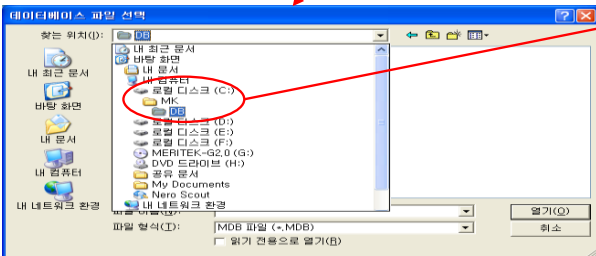 데이터베이스 파일 선택
찾는 위치(I):
DB
내 최근 문서
바탕 화면
내 문서
내 컴퓨터
로컬 디스크 (C:)
MK
DB
로컬 디스크 (D:)
로컬 디스크 (E:)
로컬 디스크 (F:)
MERITEK-G2.0 (G:)
DVD 드라이브 (H:)
공유 문서
My Documents
Nero Scout
내 네트워크 환경
내 최근 문서
바탕 화면
내 문서
내 컴퓨터
내 네트워크 환경
파일 이름(N):
열기(O)
파일 형식(T):
MDB 파일 (*.MDB)
취소
읽기 전용으로 열기(R)